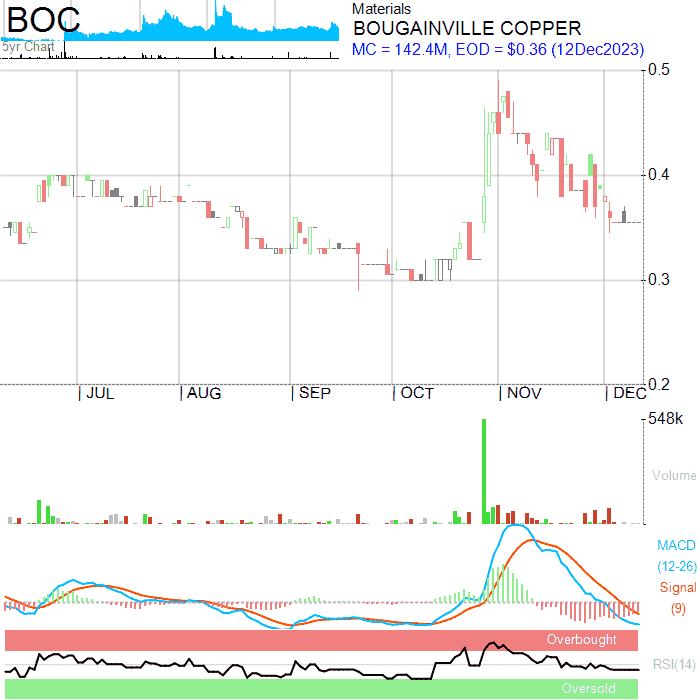 BOC
5yr Chart
Materials
BOUGAINVILLE COPPER
MC = 142.4M, EOD = $0.36 (12Dec2023)
0.5
0.4
0.3
0.2
JUL
AUG
SEP
OCT
NOV
DEC
548k
Volume
MACD
(12-26)
Signal
(9)
Overbought
RSI(14)
Oversold